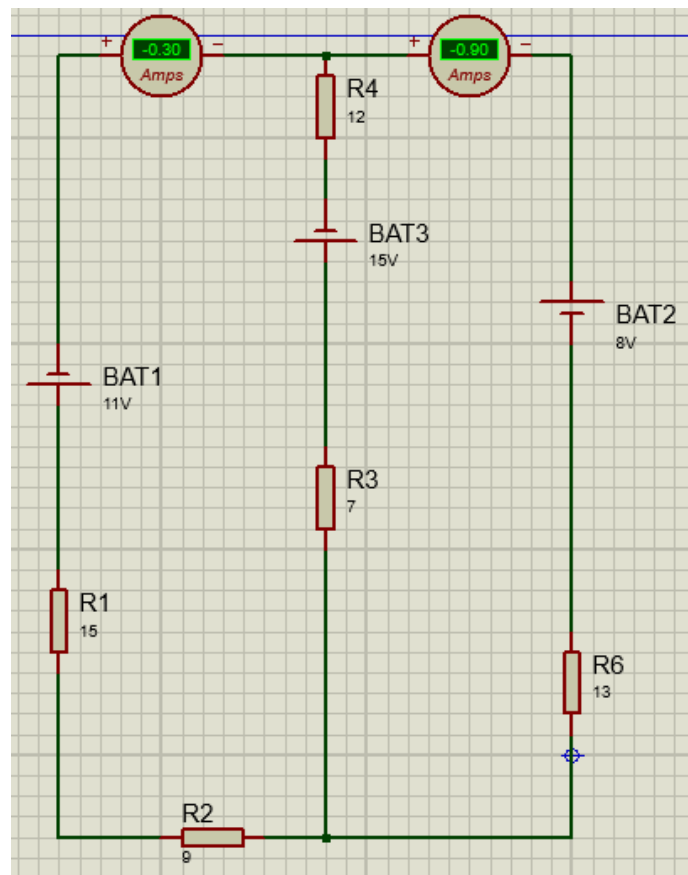 + -0.30 −
Amps
+ -0.90 −
Amps
R4
12
BAT3
15V
BAT2
8V
BAT1
11V
R3
7
R1
15
R6
13
R2
9